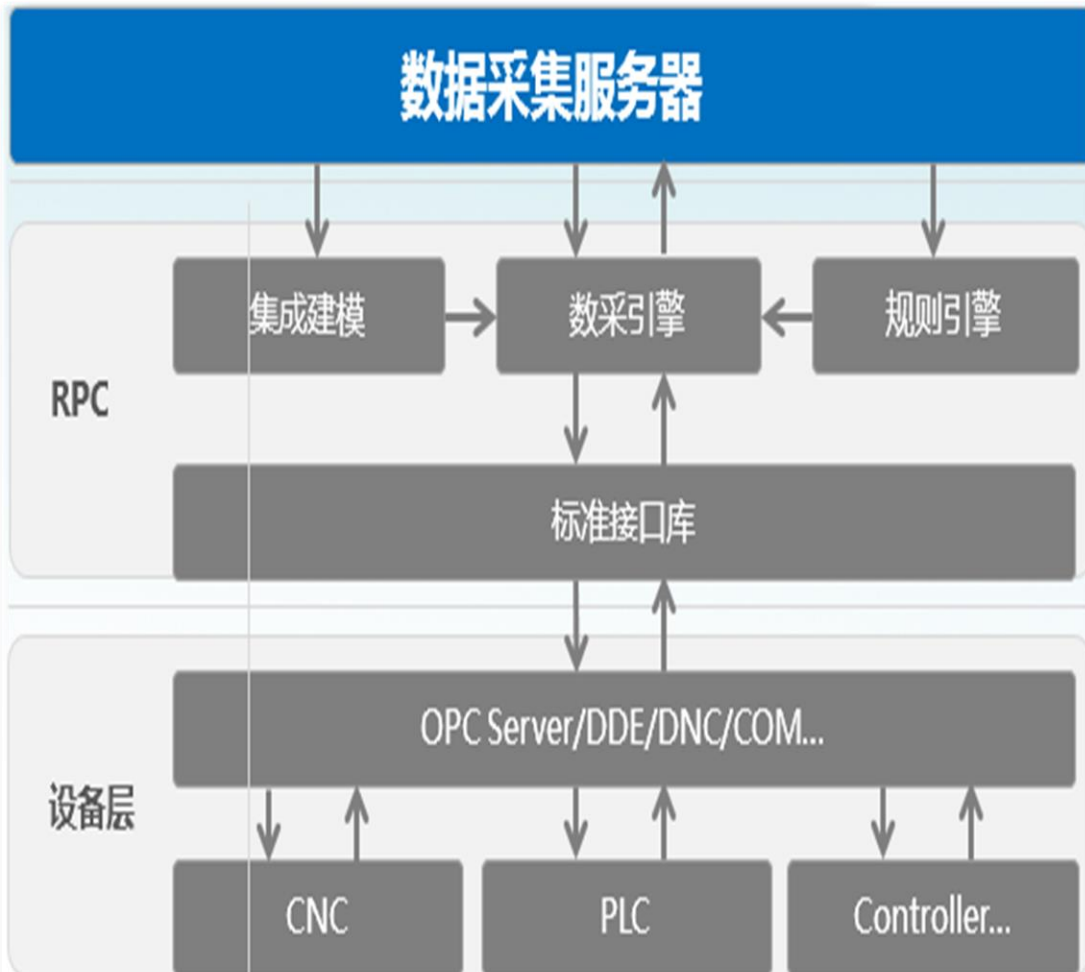 数据采集服务器
集成建模
数采引擎
规则引擎
RPC
标准接口库
OPC Server/DDE/DNC/COM...
设备层
CNC
PLC
Controller...